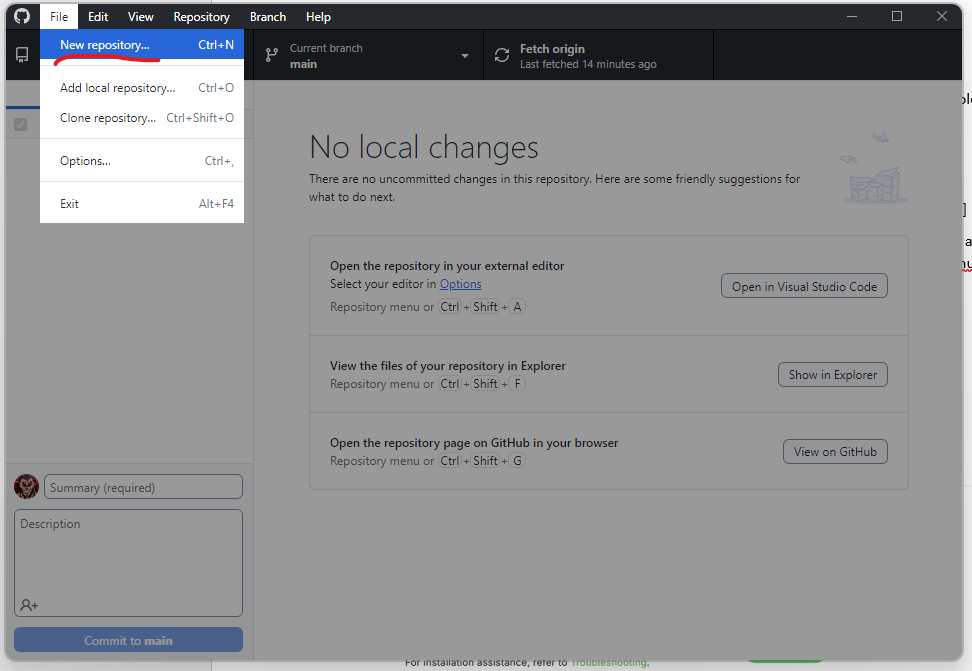 File Edit View Repository Branch Help
New repository... Ctrl+N
Add local repository... Ctrl+O
Clone repository... Ctrl+Shift+O
Options... Ctrl+,
Exit Alt+F4
Current branch
main
Fetch origin
Last fetched 14 minutes ago
No local changes
There are no uncommitted changes in this repository. Here are some friendly suggestions for
what to do next.
Open the repository in your external editor
Select your editor in Options
Repository menu or Ctrl + Shift + A
Open in Visual Studio Code
View the files of your repository in Explorer
Repository menu or Ctrl + Shift + F
Show in Explorer
Open the repository page on GitHub in your browser
Repository menu or Ctrl + Shift + G
View on GitHub
Summary (required)
Description
Commit to main
For installation assistance, refer to Troubleshooting.